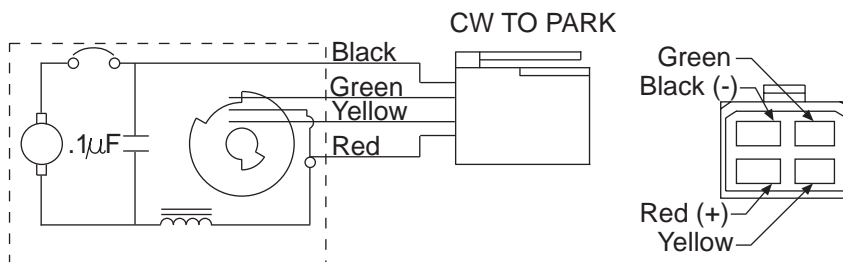 CW TO PARK
Black
Green
Yellow
Red
.1µF
Green
Black (-)
Red (+)
Yellow